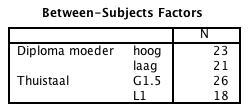 Between-Subjects Factors
N
Diploma moeder hoog 23
laag 21
Thuistaal G1.5 26
L1 18